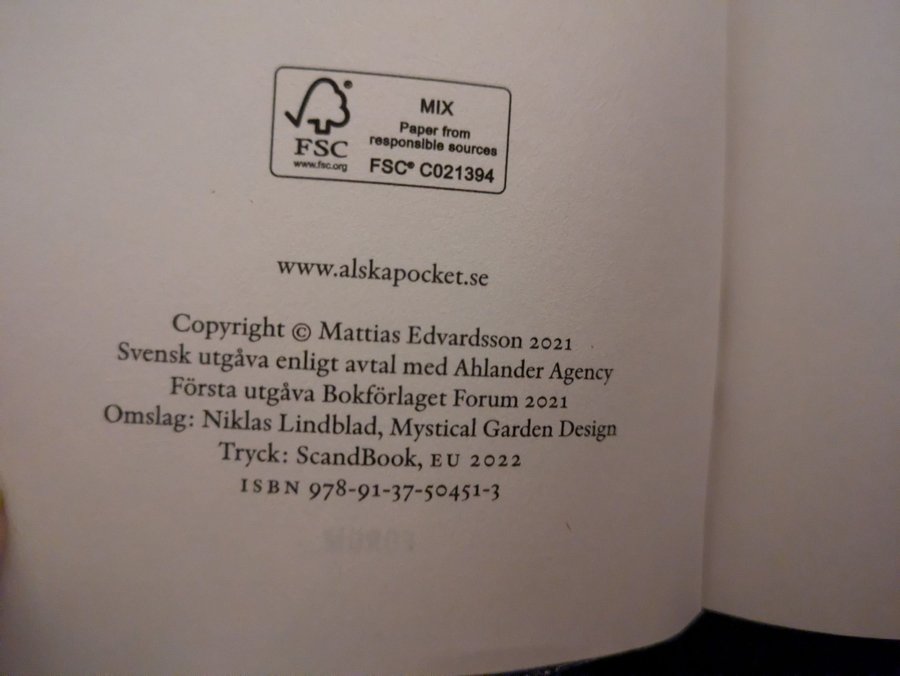 FSC®
www.fsc.org
MIX
Paper from
responsible sources
FSC® C021394
www.alskapocket.se
Copyright © Mattias Edvardsson 2021
Svensk utgåva enligt avtal med Ahlander Agency
Första utgåva Bokförlaget Forum 2021
Omslag: Niklas Lindblad, Mystical Garden Design
Tryck: ScandBook, EU 2022
ISBN 978-91-37-50451-3